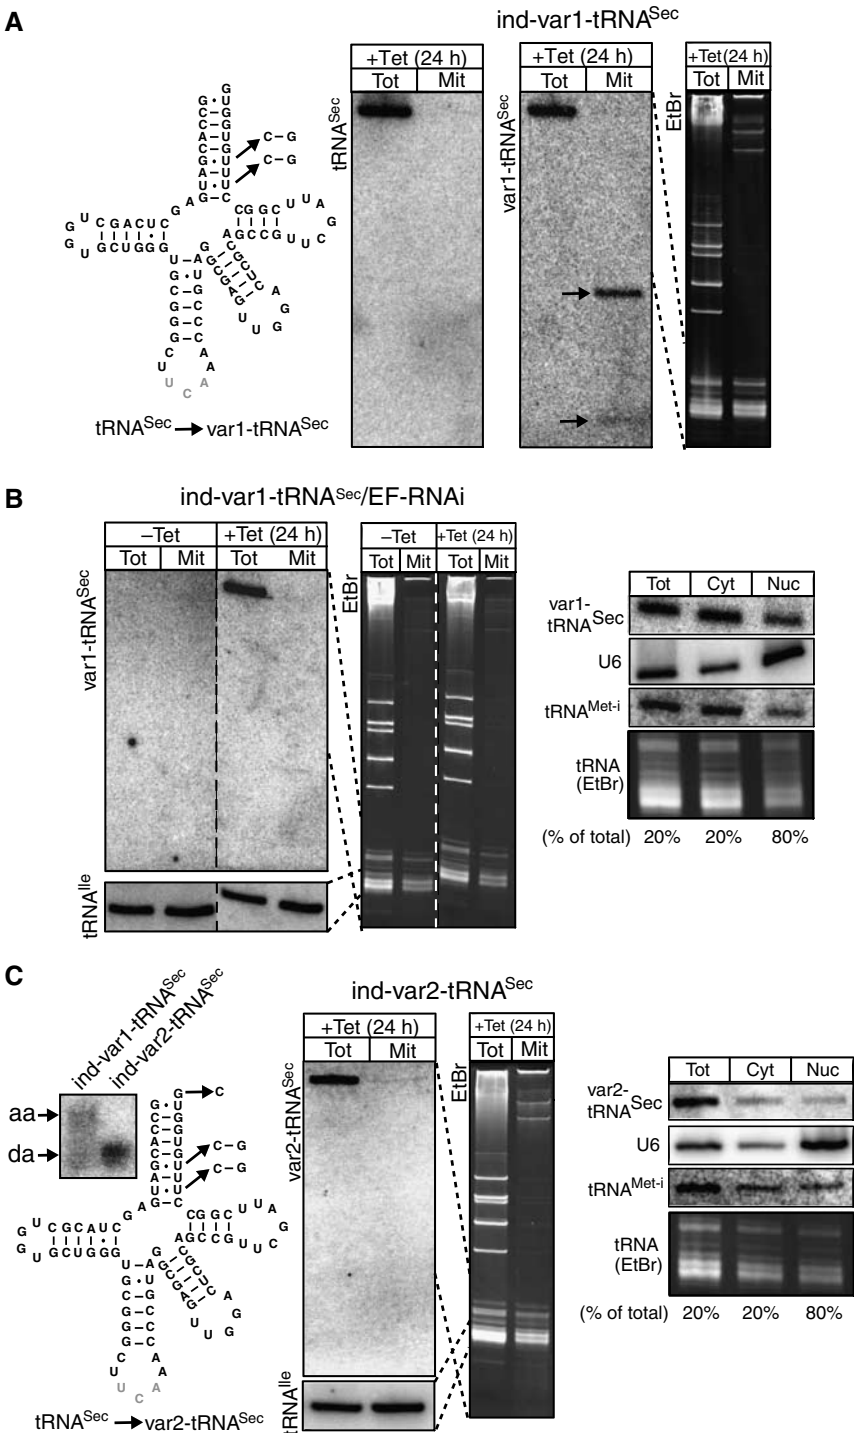 A
ind-var1-tRNASec
+Tet (24 h)
Tot Mit
tRNASec
+Tet (24 h)
Tot Mit
var1-tRNASec
+Tet(24 h)
Tot Mit
EtBr
C – G
C – G
tRNASec → var1-tRNASec
B
ind-var1-tRNASec/EF-RNAi
–Tet +Tet (24 h)
Tot Mit Tot Mit
var1-tRNASec
tRNAIle
–Tet +Tet (24 h)
Tot Mit Tot Mit
EtBr
Tot Cyt Nuc
var1-
tRNASec
U6
tRNAMet-i
tRNA
(EtBr)
(% of total) 20% 20% 80%
C
ind-var1-tRNASec
ind-var2-tRNASec
aa
da
C
C – G
C – G
tRNASec → var2-tRNASec
ind-var2-tRNASec
+Tet (24 h)
Tot Mit
var2-tRNASec
tRNAIle
+Tet (24 h)
Tot Mit
EtBr
Tot Cyt Nuc
var2-
tRNASec
U6
tRNAMet-i
tRNA
(EtBr)
(% of total) 20% 20% 80%